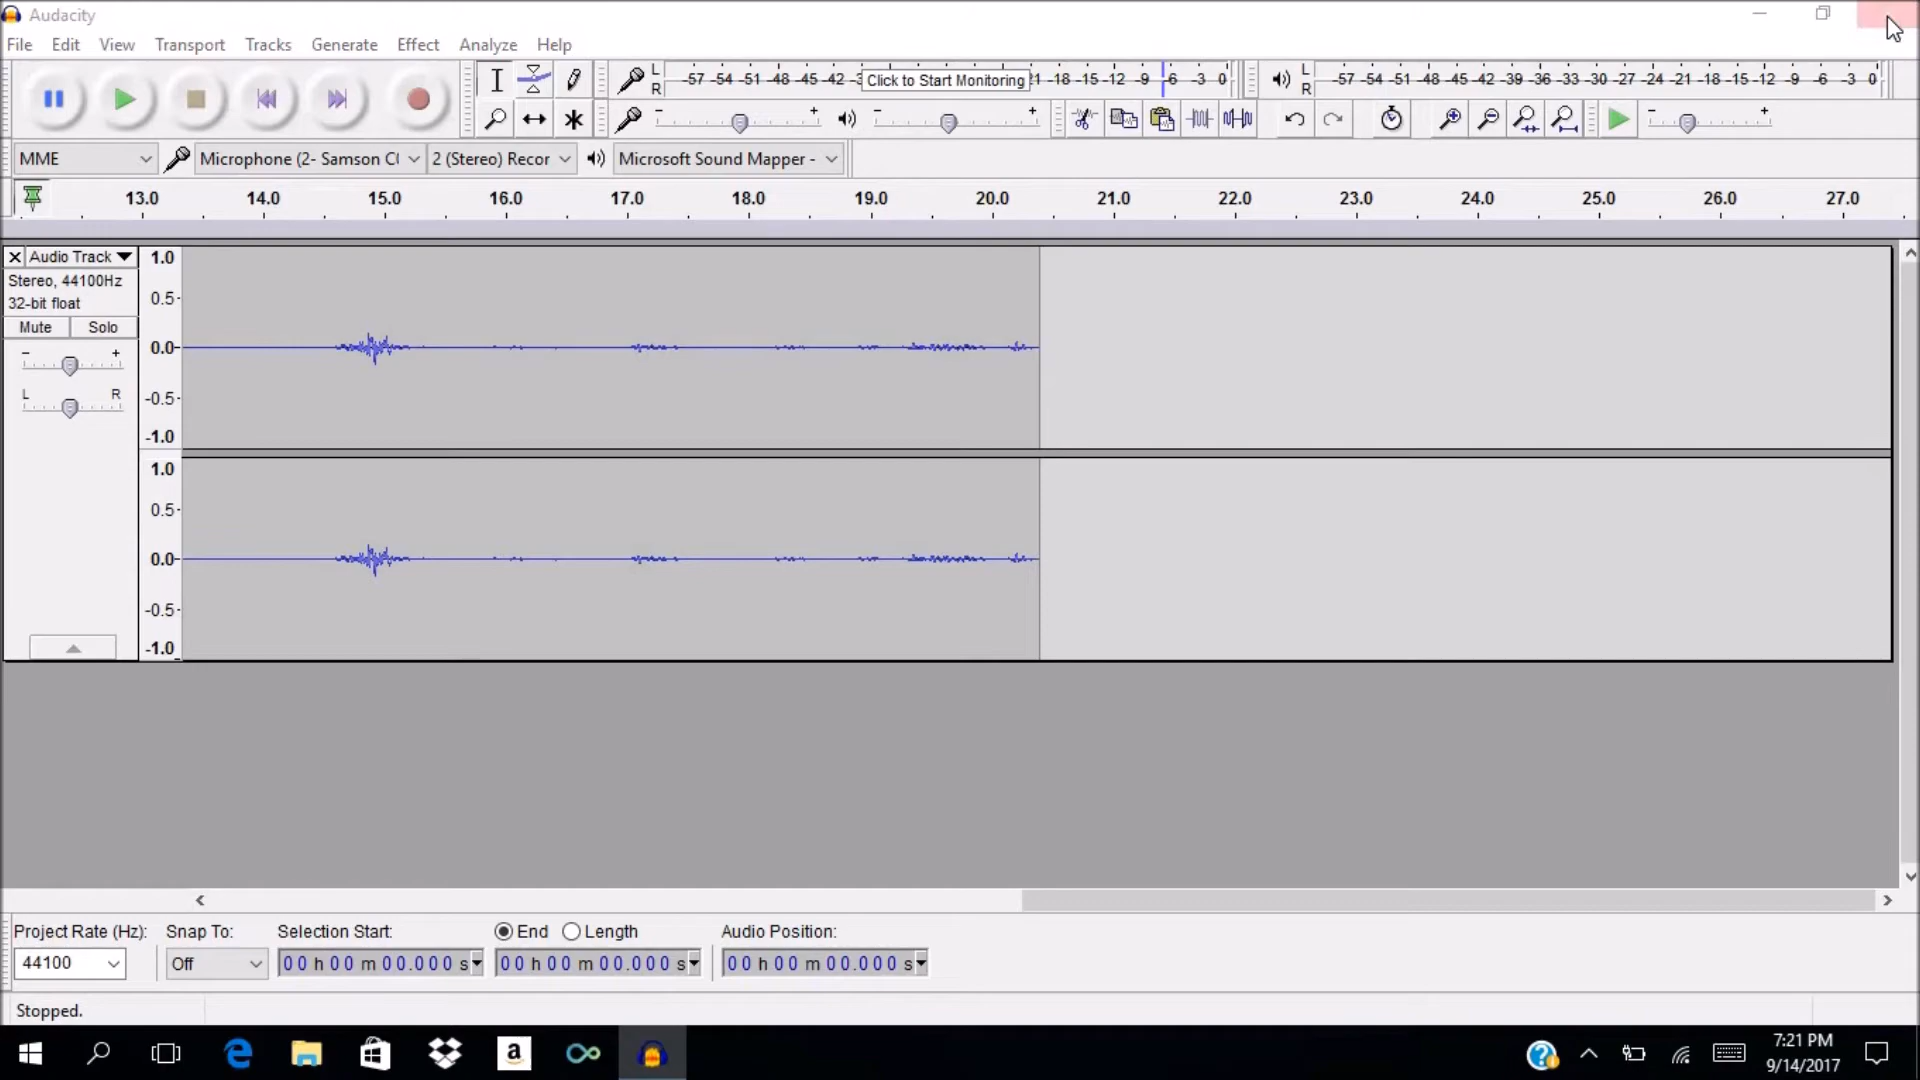 Audacity
File Edit View Transport Tracks Generate Effect Analyze Help
L R -57 -54 -51 -48 -45 -42 -3 Click to Start Monitoring 21 -18 -15 -12 -9 -6 -3 0 L R -57 -54 -51 -48 -45 -42 -39 -36 -33 -30 -27 -24 -21 -18 -15 -12 -9 -6 -3 0
- + - + - +
MME Microphone (2- Samson C( 2 (Stereo) Recor Microsoft Sound Mapper -
13.0 14.0 15.0 16.0 17.0 18.0 19.0 20.0 21.0 22.0 23.0 24.0 25.0 26.0 27.0
X Audio Track 1.0
Stereo, 44100Hz
32-bit float 0.5
Mute Solo
- + 0.0
L R -0.5
-1.0
1.0
0.5
0.0
-0.5
-1.0
Project Rate (Hz): Snap To: Selection Start: End Length Audio Position:
44100 Off 00 h 00 m 00.000 s 00 h 00 m 00.000 s 00 h 00 m 00.000 s
Stopped.
a ? 7:21 PM
9/14/2017